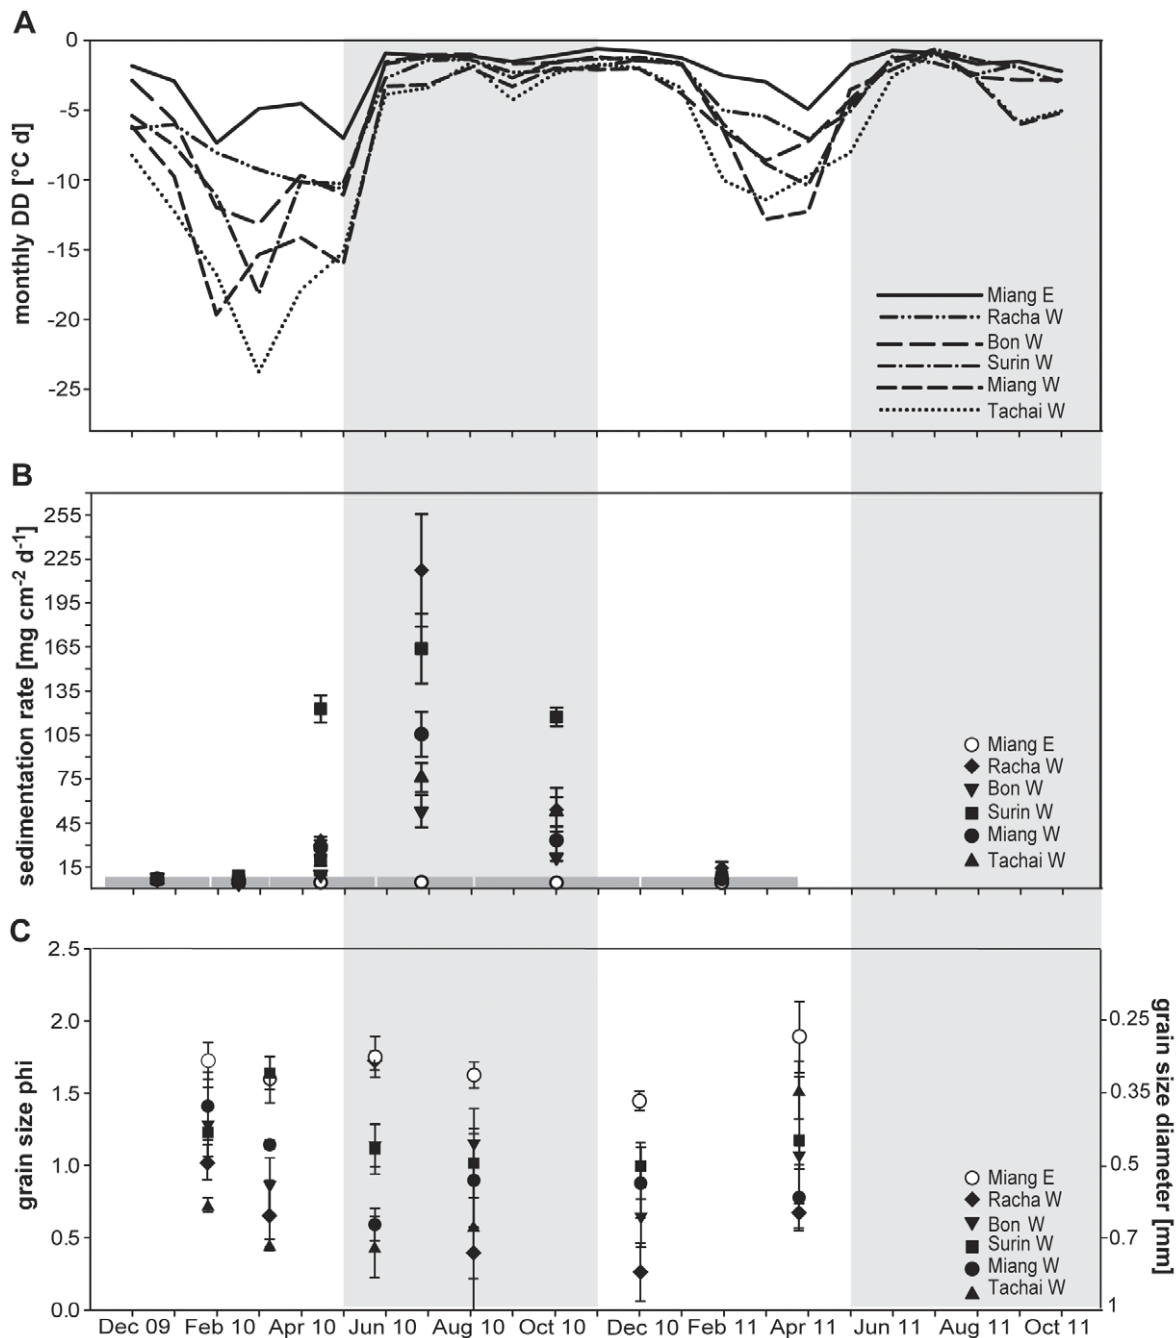 A
monthly DD [°C d]
0
-5
-10
-15
-20
-25
Miang E
Racha W
Bon W
Surin W
Miang W
Tachai W
B
sedimentation rate [mg cm⁻² d⁻¹]
255
225
195
165
135
105
75
45
15
Miang E
Racha W
Bon W
Surin W
Miang W
Tachai W
C
grain size phi
2.5
2.0
1.5
1.0
0.5
0.0
grain size diameter [mm]
0.25
0.35
0.5
0.7
1
Miang E
Racha W
Bon W
Surin W
Miang W
Tachai W
Dec 09 Feb 10 Apr 10 Jun 10 Aug 10 Oct 10 Dec 10 Feb 11 Apr 11 Jun 11 Aug 11 Oct 11